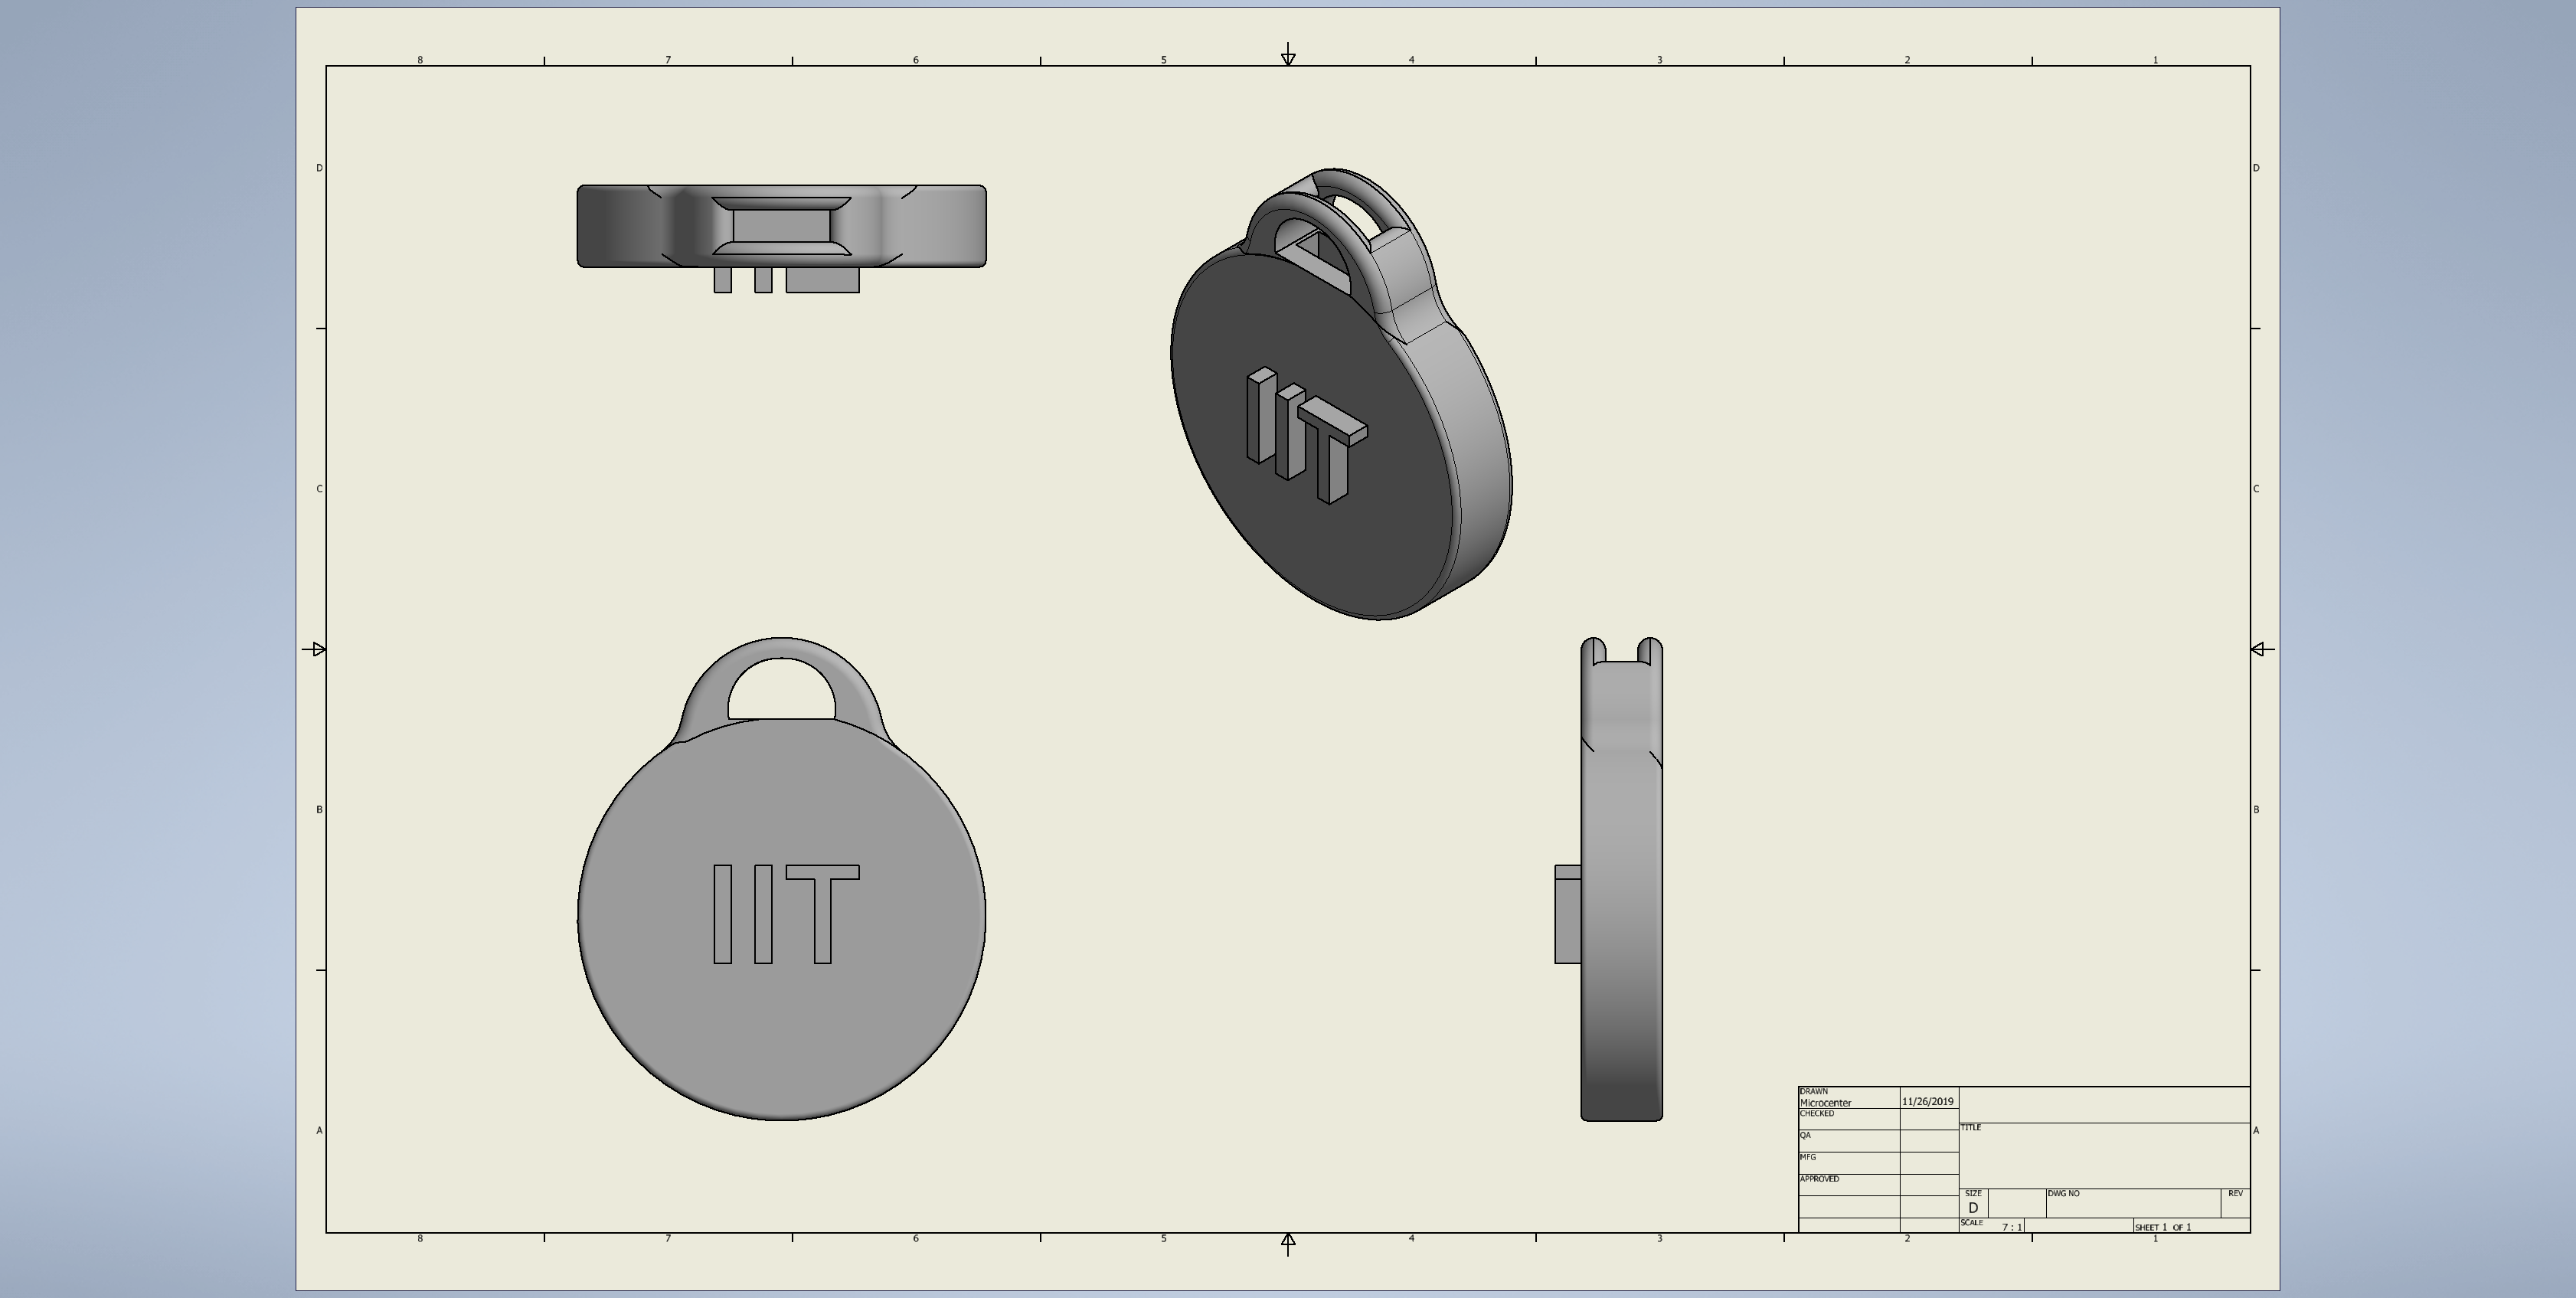 8 7 6 5 4 3 2 1
D D
IIT
C C
B B
IIT
A A
DRAWN
Microcenter 11/26/2019
CHECKED
TITLE
QA
MFG
APPROVED
SIZE DWG NO REV
D
SCALE 7 : 1 SHEET 1 OF 1
8 7 6 5 4 3 2 1